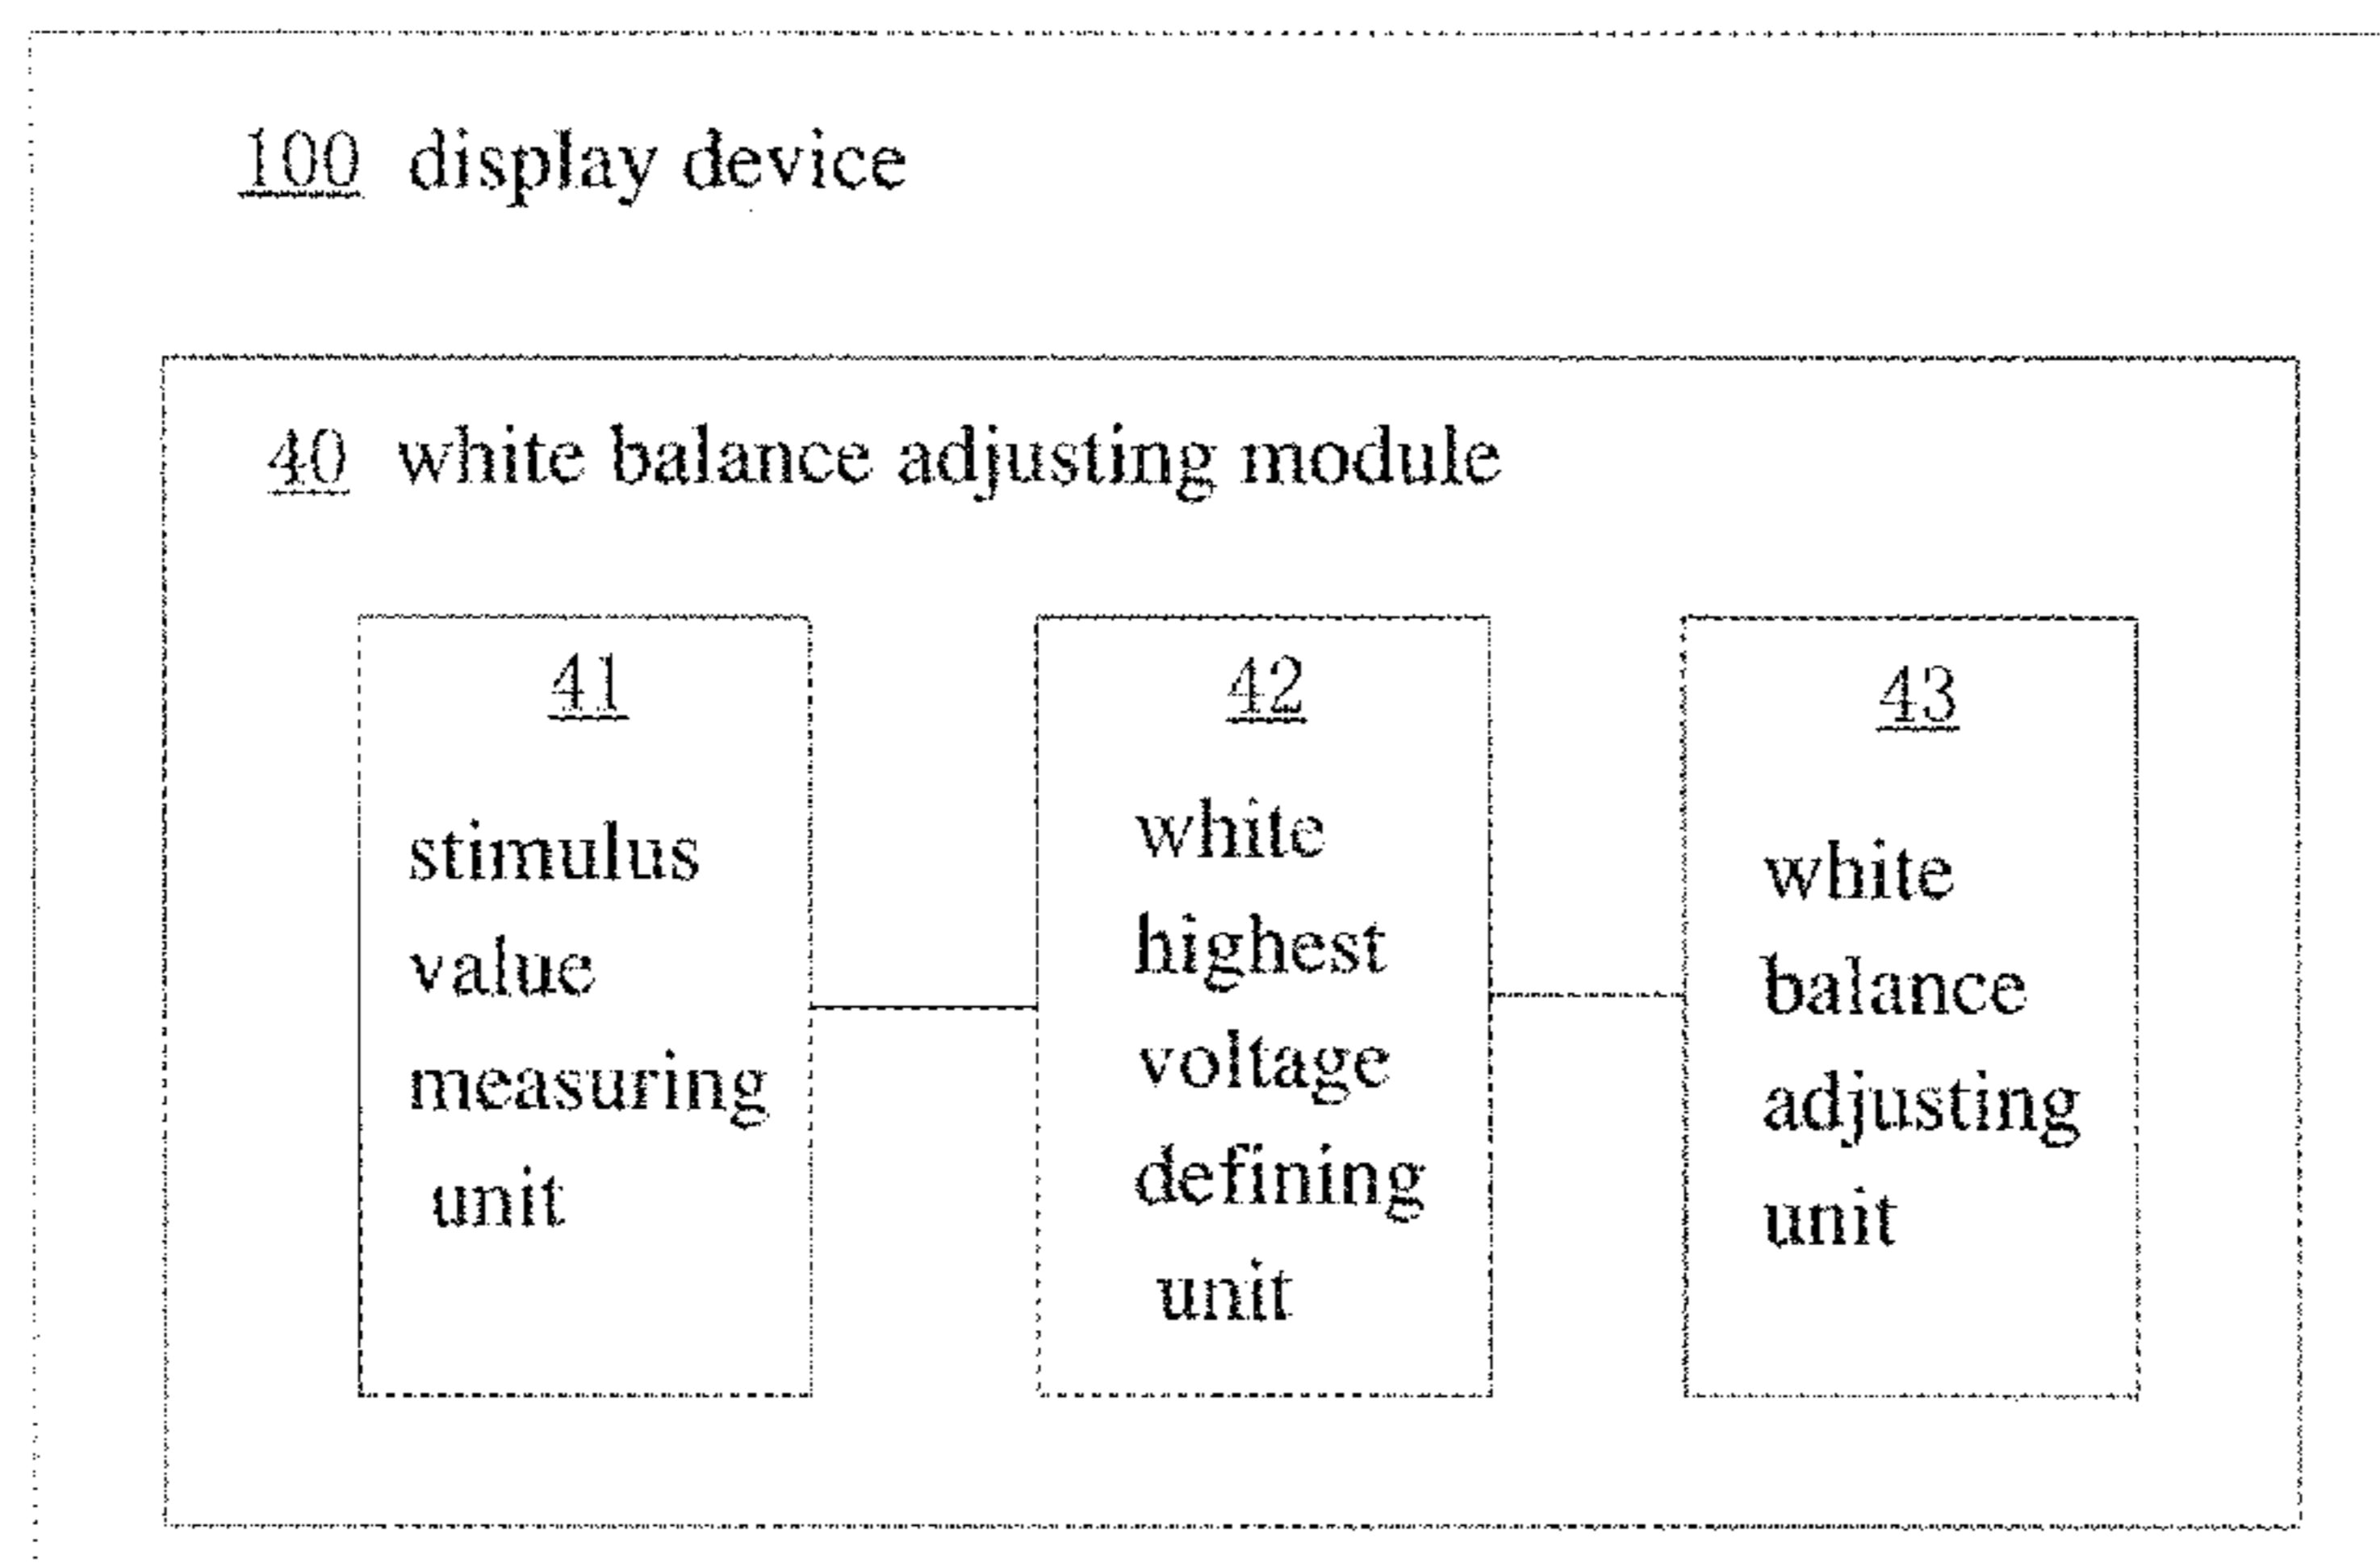 100 display device
40 white balance adjusting module
41
stimulus
value
measuring
unit
42
white
highest
voltage
defining
unit
43
white
balance
adjusting
unit